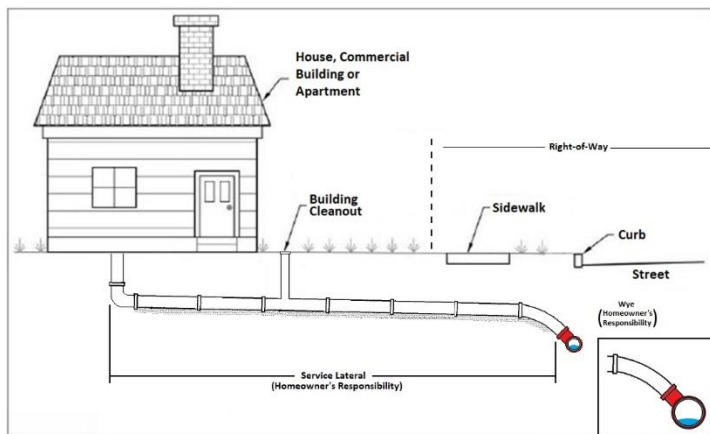 House, Commercial
Building or
Apartment
Right-of-Way
Building
Cleanout
Sidewalk
Curb
Street
Wye
(Homeowner's
Responsibility)
Service Lateral
(Homeowner's Responsibility)